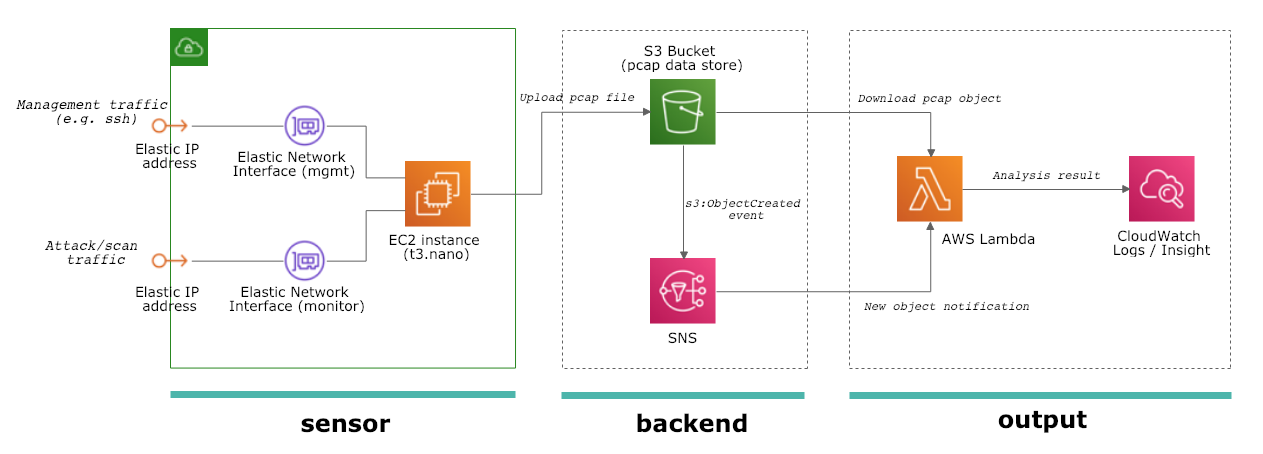 Management traffic
(e.g. ssh)
Elastic IP
address
Elastic Network
Interface (mgmt)
Attack/scan
traffic
Elastic IP
address
Elastic Network
Interface (monitor)
EC2 instance
(t3.nano)
sensor
Upload pcap file
S3 Bucket
(pcap data store)
s3:ObjectCreated
event
SNS
backend
Download pcap object
AWS Lambda
New object notification
Analysis result
CloudWatch
Logs / Insight
output